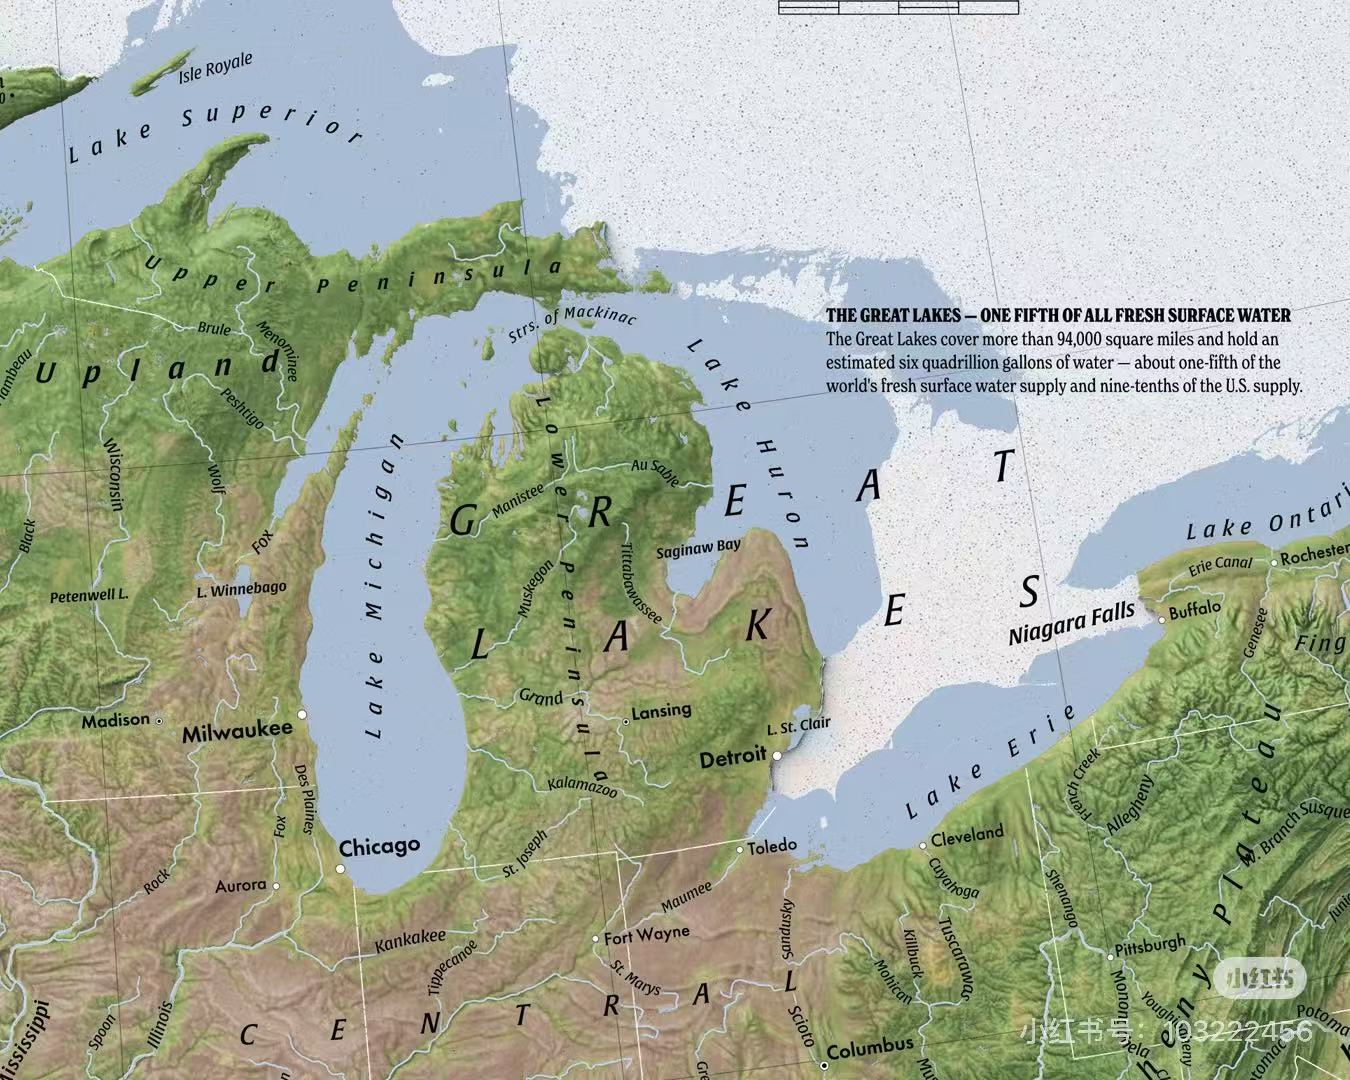 Isle Royale
Lake Superior
Upper Peninsula
Strs. of Mackinac
THE GREAT LAKES — ONE FIFTH OF ALL FRESH SURFACE WATER
The Great Lakes cover more than 94,000 square miles and hold an
estimated six quadrillion gallons of water — about one-fifth of the
world's fresh surface water supply and nine-tenths of the U.S. supply.
Brule
Menominee
Upland
Peshtigo
Lake Huron
Lower Peninsula
Lake Michigan
Wisconsin
Wolf
Black
Fox
Manistee
Au Sable
GREAT
LAKES
Saginaw Bay
Tittabawassee
Muskegon
Lake Ontari
Erie Canal
Rochester
Niagara Falls
Buffalo
Genesee
Fing
Petenwell L.
L. Winnebago
Madison
Milwaukee
Grand
Lansing
L. St. Clair
Detroit
Kalamazoo
Lake Erie
French Creek
Allegheny
Plateau
W. Branch Susque
Des Plaines
Fox
Chicago
Aurora
Rock
St. Joseph
Toledo
Cleveland
Cuyahoga
Maumee
Sandusky
Shenango
Kankakee
Tippecanoe
Fort Wayne
St. Marys
Killbuck
Tuscarawas
Mohican
Pittsburgh
CENTRAL
Spoon
Illinois
ississippi
Scioto
Columbus
Potoma
小红书
小红书号：103222456